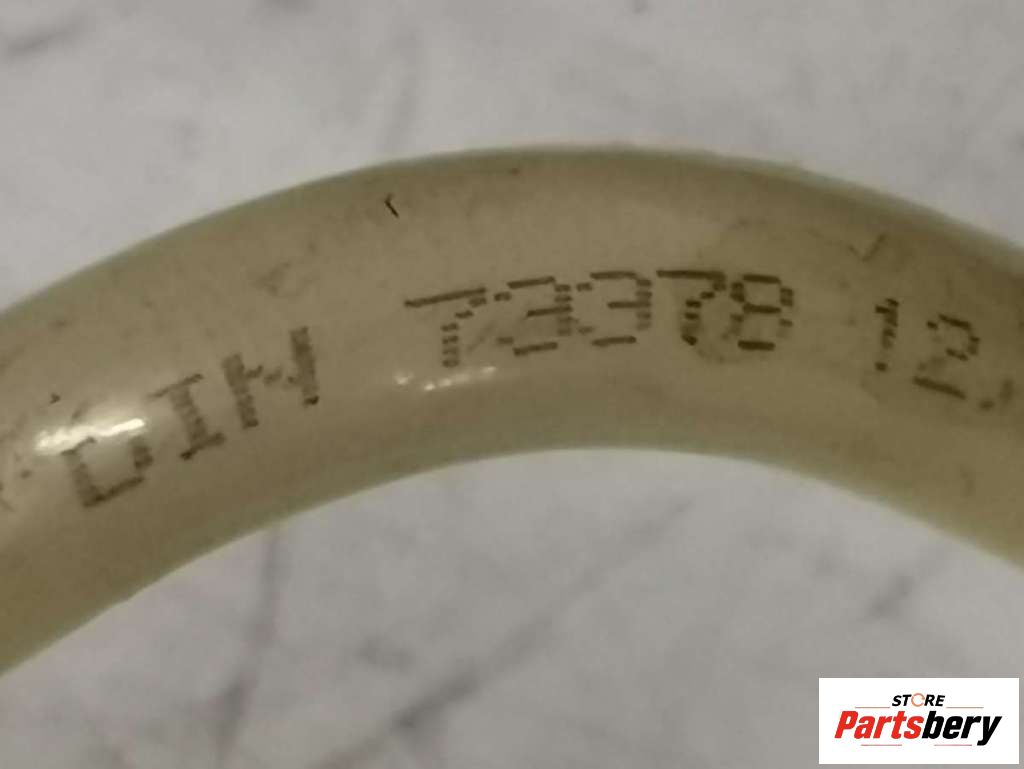 DIN 73378 12.
STORE
Partsbery